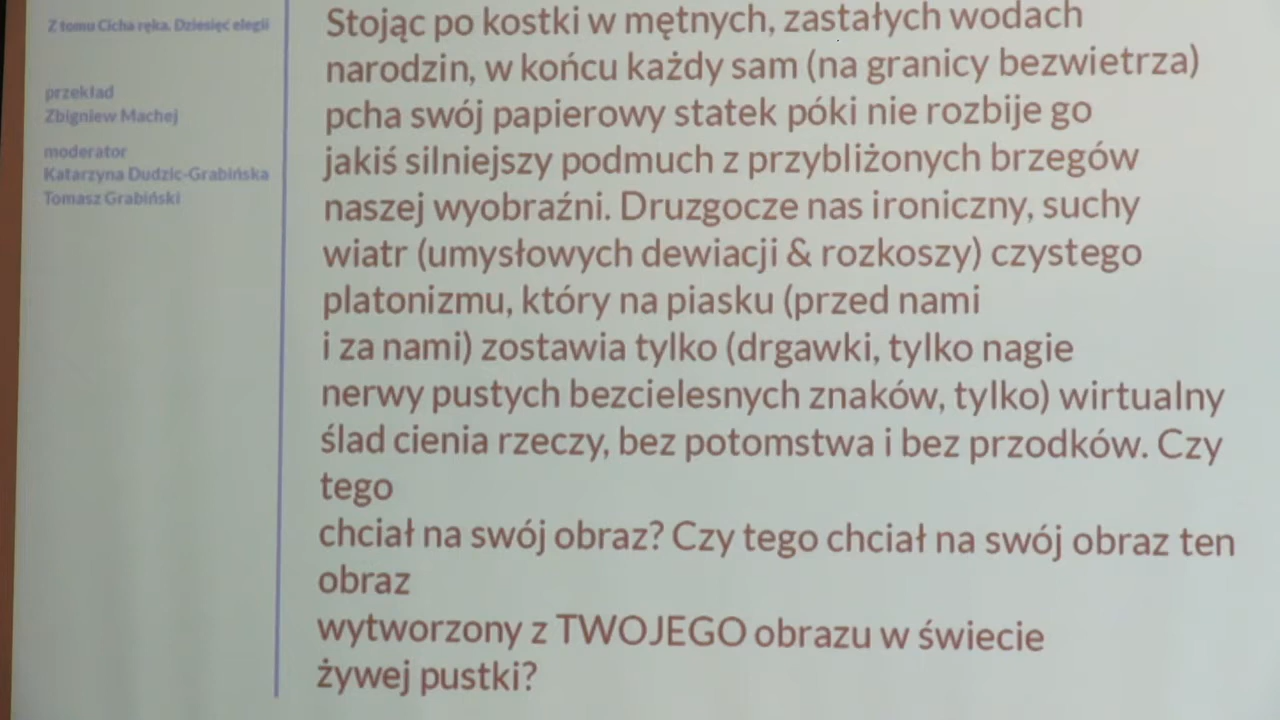 Z tomu Cicha ręka. Dziesięć elegii
przekład
Zbigniew Machej
moderator
Katarzyna Dudzic-Grabińska
Tomasz Grabiński
Stojąc po kostki w mętnych, zastałych wodach
narodzin, w końcu każdy sam (na granicy bezwietrza)
pcha swój papierowy statek póki nie rozbije go
jakiś silniejszy podmuch z przybliżonych brzegów
naszej wyobraźni. Druzgocze nas ironiczny, suchy
wiatr (umysłowych dewiacji & rozkoszy) czystego
platonizmu, który na piasku (przed nami
i za nami) zostawia tylko (drgawki, tylko nagie
nerwy pustych bezcielesnych znaków, tylko) wirtualny
ślad cienia rzeczy, bez potomstwa i bez przodków. Czy
tego
chciał na swój obraz? Czy tego chciał na swój obraz ten
obraz
wytworzony z TWOJEGO obrazu w świecie
żywej pustki?